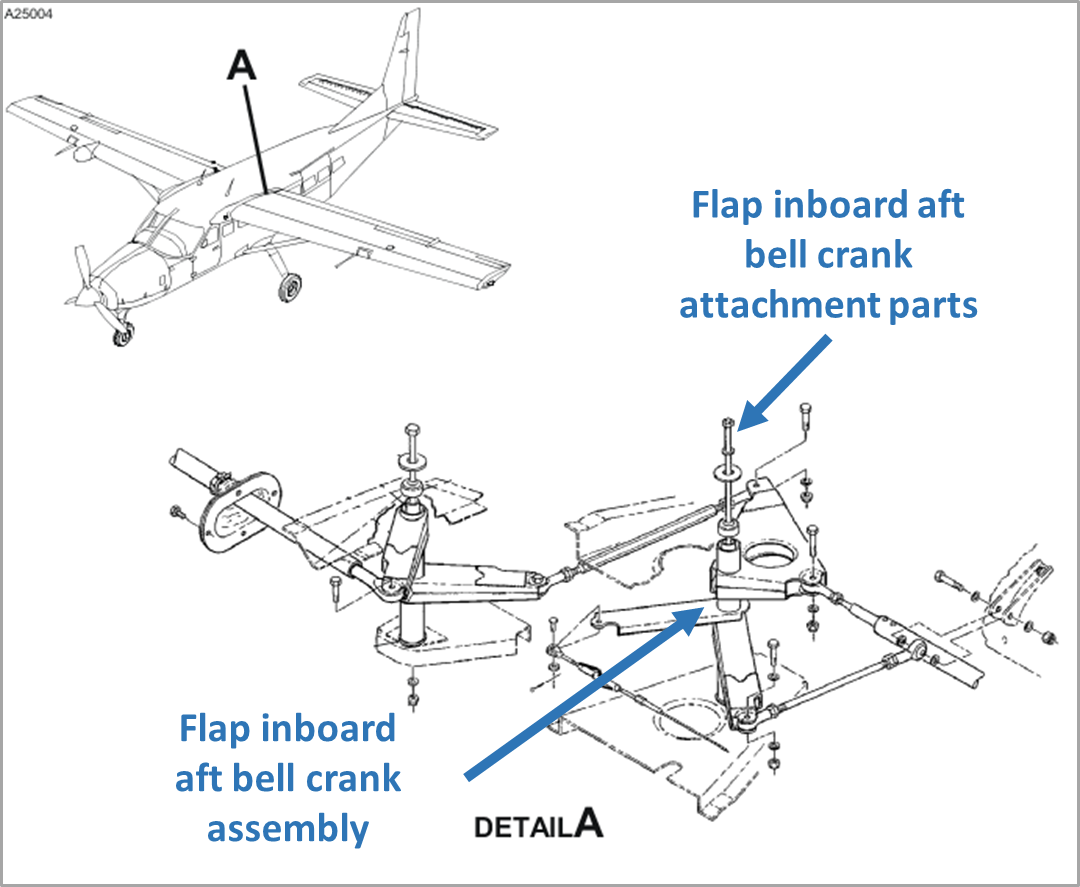 A25004
A
Flap inboard aft
bell crank
attachment parts
Flap inboard
aft bell crank
assembly
DETAILA